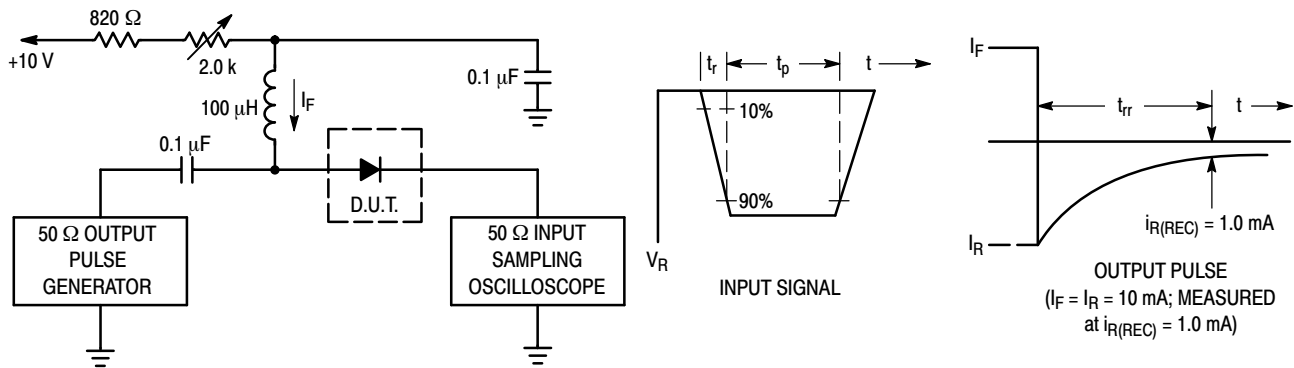 820 Ω
+10 V
2.0 k
100 μH
I_F
0.1 μF
0.1 μF
D.U.T.
50 Ω OUTPUT
PULSE
GENERATOR
50 Ω INPUT
SAMPLING
OSCILLOSCOPE
t_r
t_p
t
10%
90%
V_R
INPUT SIGNAL
I_F
t_rr
t
I_R
i_R(REC) = 1.0 mA
OUTPUT PULSE
(I_F = I_R = 10 mA; MEASURED
at i_R(REC) = 1.0 mA)